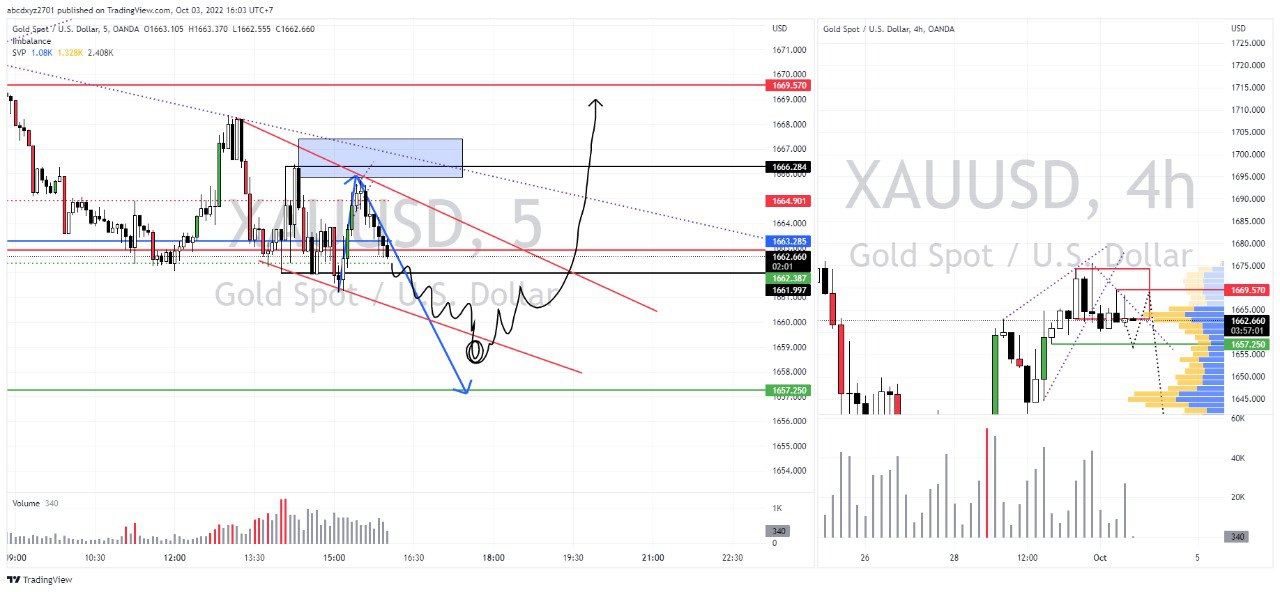 abcdxyz2701 published on TradingView.com, Oct 03, 2022 16:03 UTC+7
Gold Spot / U.S. Dollar, 5, OANDA O1663.105 H1663.370 L1662.555 C1662.660
Imbalance
SVP 1.08K 1.328K 2.408K
USD
1671.000
1670.000
1669.570
1669.000
1668.000
1667.000
1666.284
1664.901
1664.000
1663.285
1662.660
02:01
1662.387
1661.997
1661.000
1660.000
1659.000
1658.000
1657.250
1657.000
1656.000
1655.000
1654.000
XAUUSD, 5
Gold Spot / U.S. Dollar
Volume 340
1K
340
0
09:00 10:30 12:00 13:30 15:00 16:30 18:00 19:30 21:00 22:30
Gold Spot / U.S. Dollar, 4h, OANDA
USD
1725.000
1720.000
1715.000
1710.000
1705.000
1700.000
1695.000
1690.000
1685.000
1680.000
1675.000
1669.570
1665.000
1662.660
03:57:01
1657.250
1655.000
1650.000
1645.000
XAUUSD, 4h
Gold Spot / U.S. Dollar
60K
40K
20K
340
26 28 12:00 Oct 5
TradingView